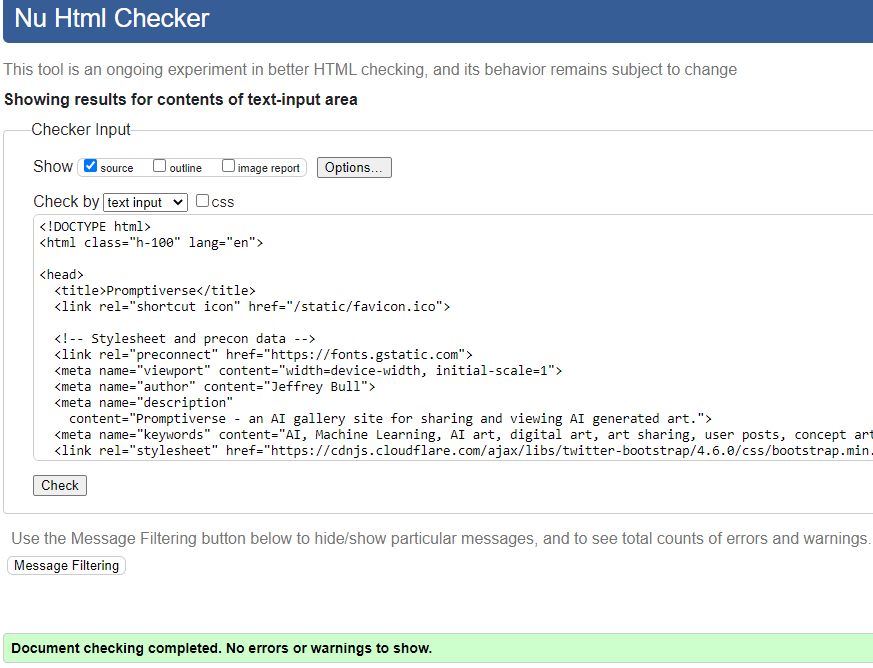 Nu Html Checker
This tool is an ongoing experiment in better HTML checking, and its behavior remains subject to change
Showing results for contents of text-input area
Checker Input
Show source outline image report Options...
Check by text input css
<!DOCTYPE html>
<html class="h-100" lang="en">
<head>
<title>Promptiverse</title>
<link rel="shortcut icon" href="/static/favicon.ico">
<!-- Stylesheet and precon data -->
<link rel="preconnect" href="https://fonts.gstatic.com">
<meta name="viewport" content="width=device-width, initial-scale=1">
<meta name="author" content="Jeffrey Bull">
<meta name="description"
content="Promptiverse - an AI gallery site for sharing and viewing AI generated art.">
<meta name="keywords" content="AI, Machine Learning, AI art, digital art, art sharing, user posts, concept art
<link rel="stylesheet" href="https://cdnjs.cloudflare.com/ajax/libs/twitter-bootstrap/4.6.0/css/bootstrap.min.
Check
Use the Message Filtering button below to hide/show particular messages, and to see total counts of errors and warnings.
Message Filtering
Document checking completed. No errors or warnings to show.